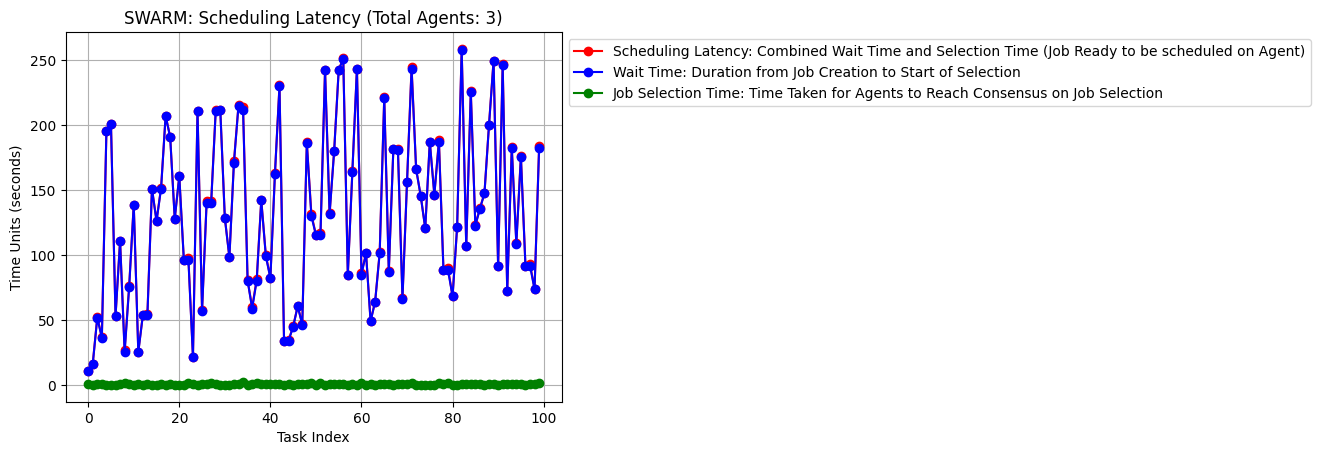 SWARM: Scheduling Latency (Total Agents: 3)
Scheduling Latency: Combined Wait Time and Selection Time (Job Ready to be scheduled on Agent)
Wait Time: Duration from Job Creation to Start of Selection
Job Selection Time: Time Taken for Agents to Reach Consensus on Job Selection
Time Units (seconds)
250
200
150
100
50
0
0 20 40 60 80 100
Task Index